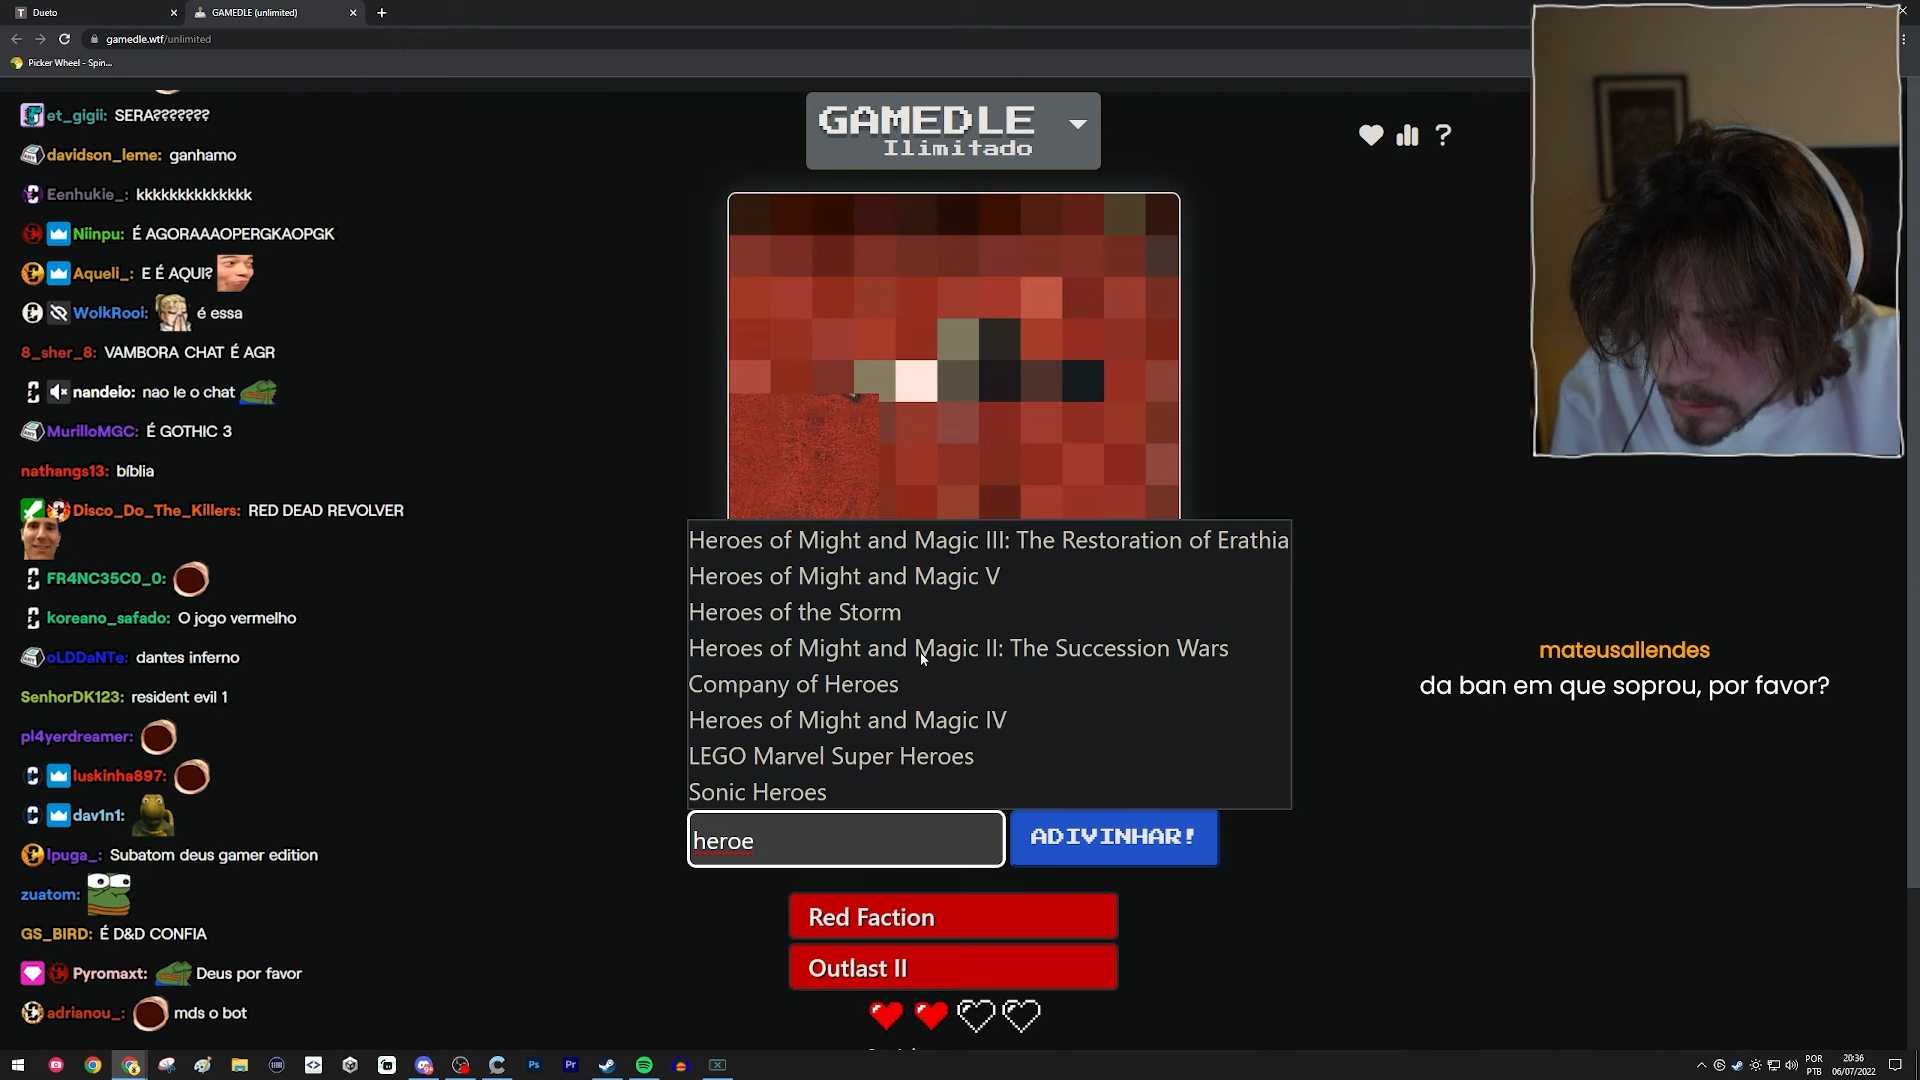 Dueto
GAMEDLE (unlimited)
gamedle.wtf/unlimited
Picker Wheel - Spin...
et_gigii: SERA???????
davidson_leme: ganhamo
Eenhukie_: kkkkkkkkkkkkkk
Niinpu: É AGORAAAOPERGKAOPGK
Aqueli_: E É AQUI?
WolkRooi: é essa
8_sher_8: VAMBORA CHAT É AGR
nandeio: nao le o chat
MurilloMGC: É GOTHIC 3
nathangs13: bíblia
Disco_Do_The_Killers: RED DEAD REVOLVER
FR4NC35C0_0:
koreano_safado: O jogo vermelho
oLDDaNTe: dantes inferno
SenhorDK123: resident evil 1
pl4yerdreamer:
luskinha897:
dav1n1:
lpuga_: Subatom deus gamer edition
zuatom:
GS_BIRD: É D&D CONFIA
Pyromaxt: Deus por favor
adrianou_: mds o bot
GAMEDLE
Ilimitado
?
Heroes of Might and Magic III: The Restoration of Erathia
Heroes of Might and Magic V
Heroes of the Storm
Heroes of Might and Magic II: The Succession Wars
Company of Heroes
Heroes of Might and Magic IV
LEGO Marvel Super Heroes
Sonic Heroes
heroe
ADIVINHAR!
Red Faction
Outlast II
mateusallendes
da ban em que soprou, por favor?
Ps
Pr
POR
PTB
20:36
06/07/2022